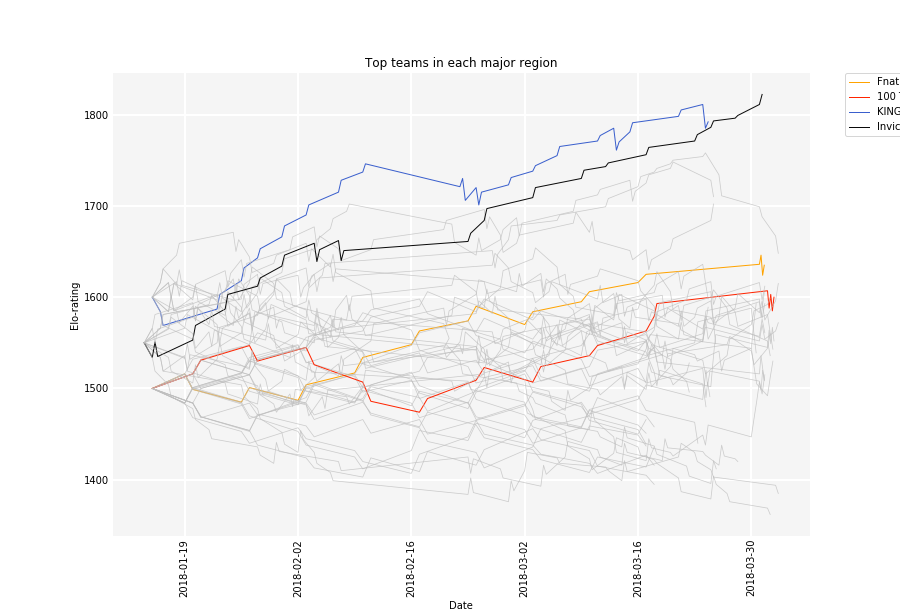 Top teams in each major region
Fnat
100
KING
Invic
1800
1700
1600
1500
1400
Elo-rating
2018-01-19
2018-02-02
2018-02-16
2018-03-02
2018-03-16
2018-03-30
Date